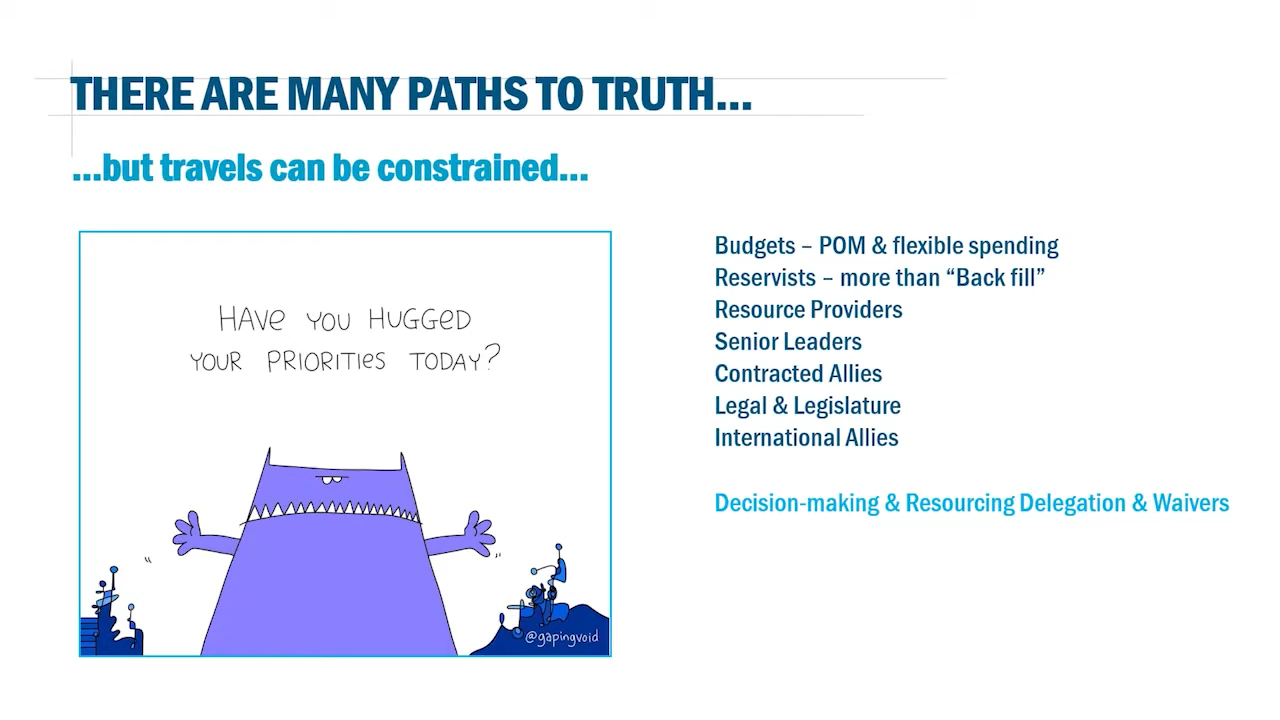 THERE ARE MANY PATHS TO TRUTH...
...but travels can be constrained...
HAVe YOU HUGGeD
YOUR PRIORITIeS TODAY?
@gapingvoid
Budgets – POM & flexible spending
Reservists – more than “Back fill”
Resource Providers
Senior Leaders
Contracted Allies
Legal & Legislature
International Allies
Decision-making & Resourcing Delegation & Waivers